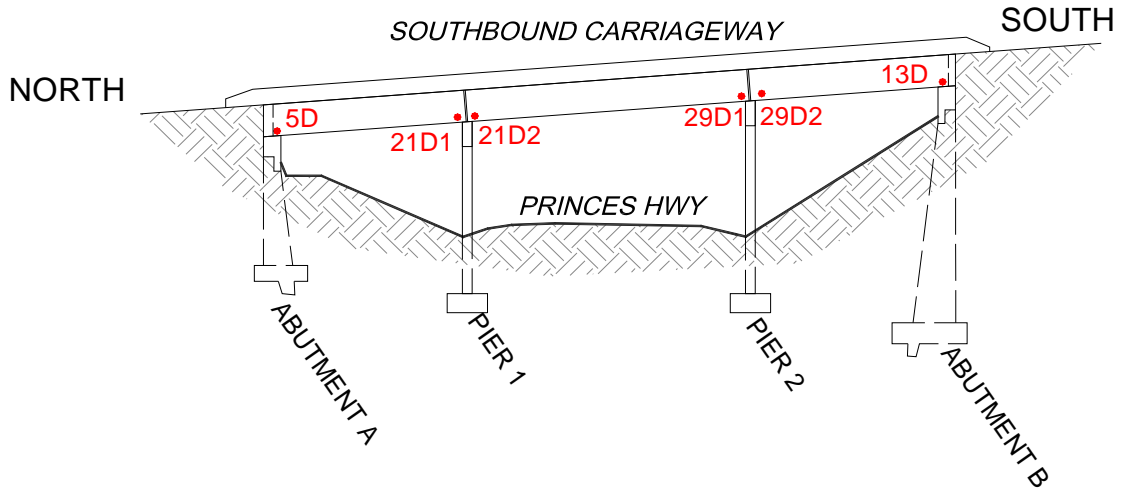 SOUTHBOUND CARRIAGEWAY
SOUTH
NORTH
5D
21D1
21D2
29D1
29D2
13D
PRINCES HWY
ABUTMENT A
PIER 1
PIER 2
ABUTMENT B